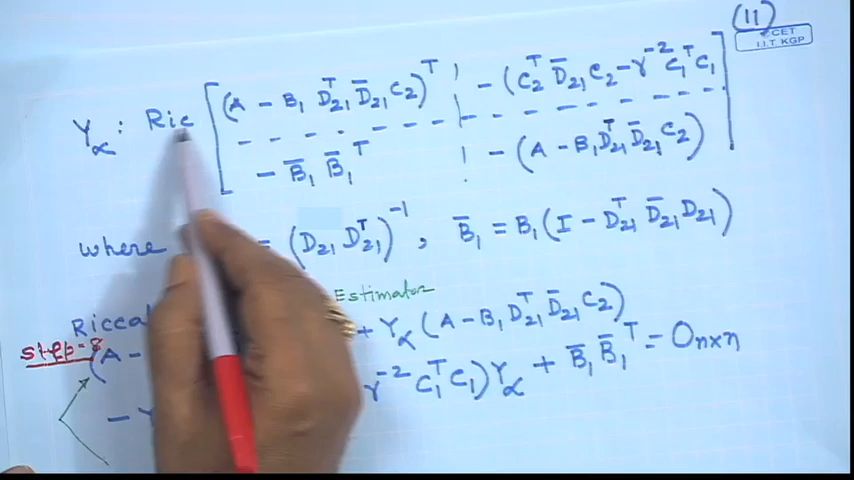 (11)
CET
I.I.T. KGP
Y∝ : Ric [ (A - B₁ D₂₁ᵀ D̄₂₁ C₂)ᵀ ¦ - (C₂ᵀ D̄₂₁ C₂ - γ⁻² C₁ᵀ C₁
- B̄₁ B̄₁ᵀ ¦ - (A - B₁ D₂₁ᵀ D̄₂₁ C₂) ]
where = (D₂₁ D₂₁ᵀ)⁻¹, B̄₁ = B₁ (I - D₂₁ᵀ D̄₂₁ D₂₁)
Estimator
+ Y∝ (A - B₁ D₂₁ᵀ D̄₂₁ C₂)
step=8 (A -
- Y γ⁻² C₁ᵀ C₁) Y∝ + B̄₁ B̄₁ᵀ = 0n×n